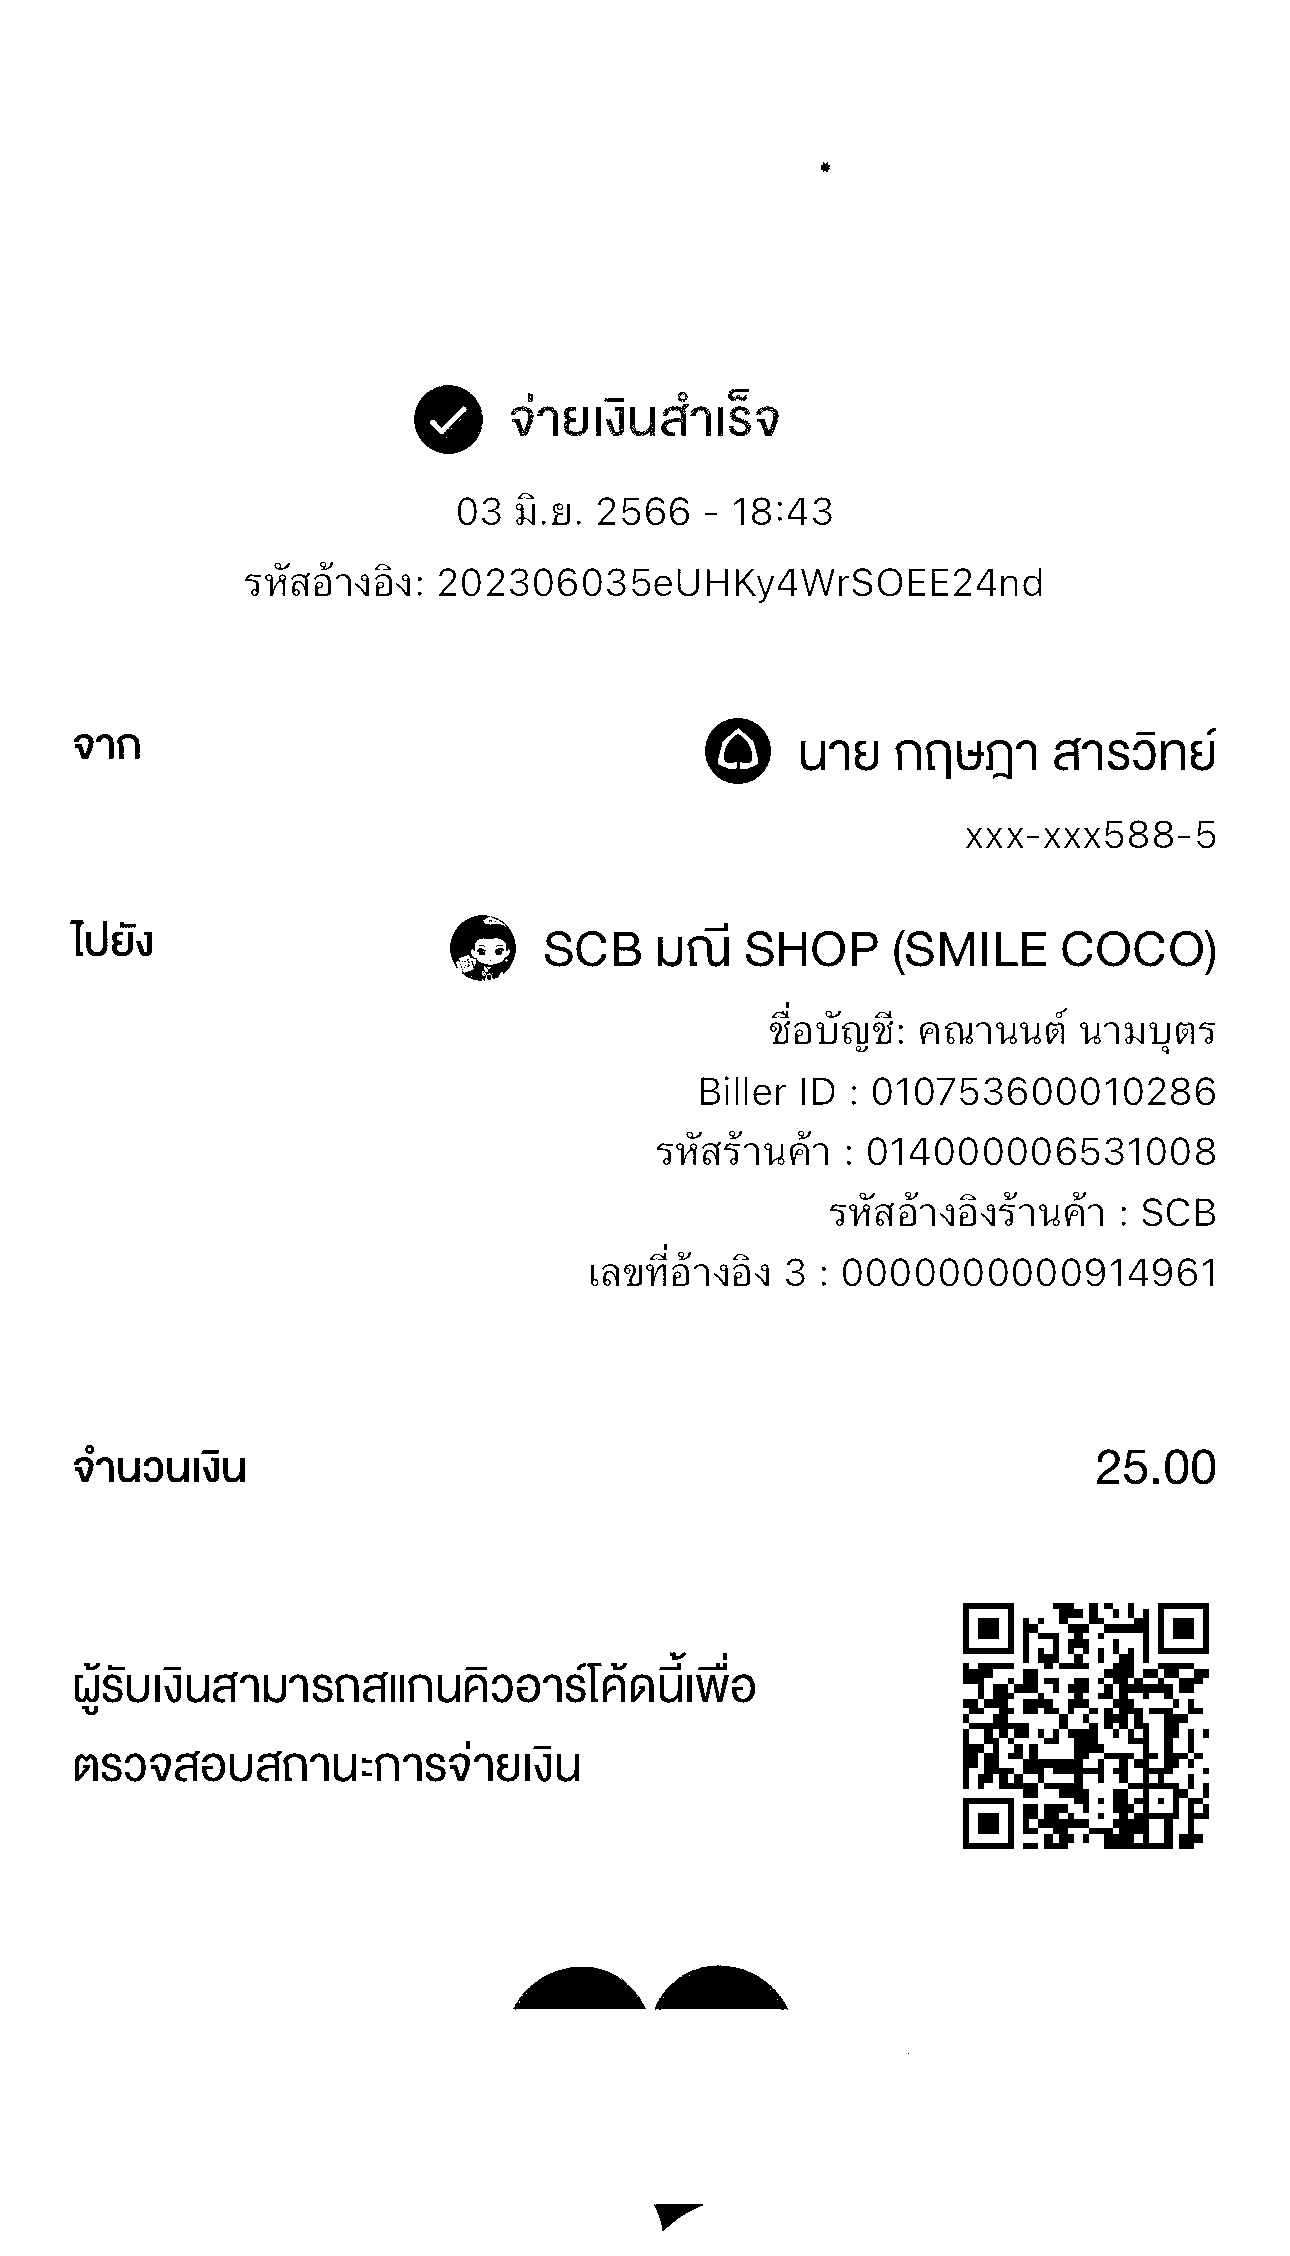 จ่ายเงินสำเร็จ
03 มิ.ย. 2566 - 18:43
รหัสอ้างอิง: 202306035eUHKy4WrSOEE24nd
จาก
นาย กฤษฎา สารวิทย์
xxx-xxx588-5
ไปยัง
SCB มณี SHOP (SMILE COCO)
ชื่อบัญชี: คณานนต์ นามบุตร
Biller ID : 010753600010286
รหัสร้านค้า : 014000006531008
รหัสอ้างอิงร้านค้า : SCB
เลขที่อ้างอิง 3 : 0000000000914961
จำนวนเงิน 25.00
ผู้รับเงินสามารถสแกนคิวอาร์โค้ดนี้เพื่อ
ตรวจสอบสถานะการจ่ายเงิน